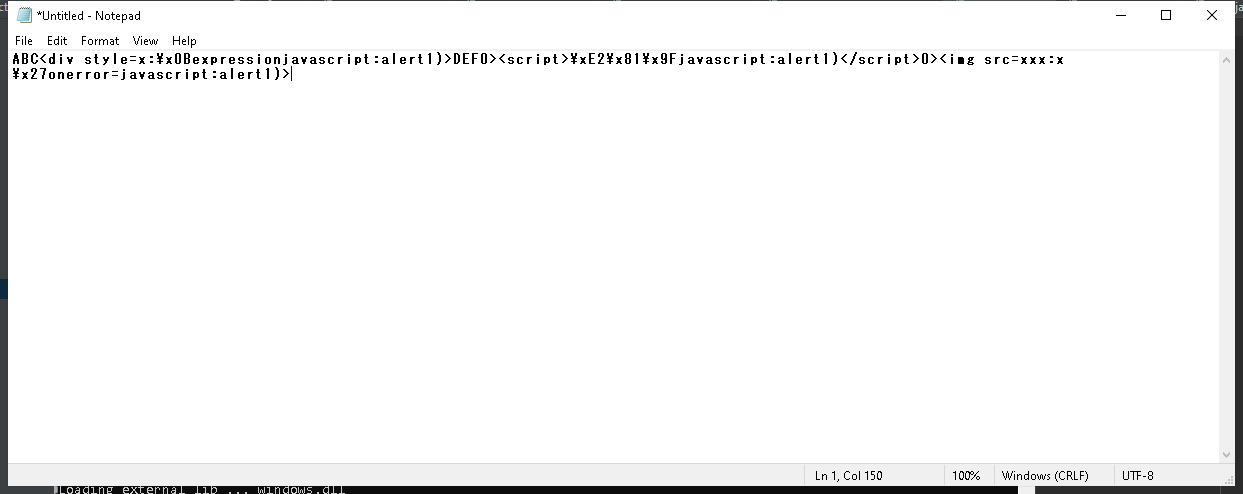 *Untitled - Notepad
File Edit Format View Help
ABC<div style=x:¥x0Bexpressionjavascript:alert1)>DEF0><script>¥xE2¥x81¥x9Fjavascript:alert1)</script>0><img src=xxx:x
¥x27onerror=javascript:alert1)>
Ln 1, Col 150 100% Windows (CRLF) UTF-8
Loading external lib ... windows.dll